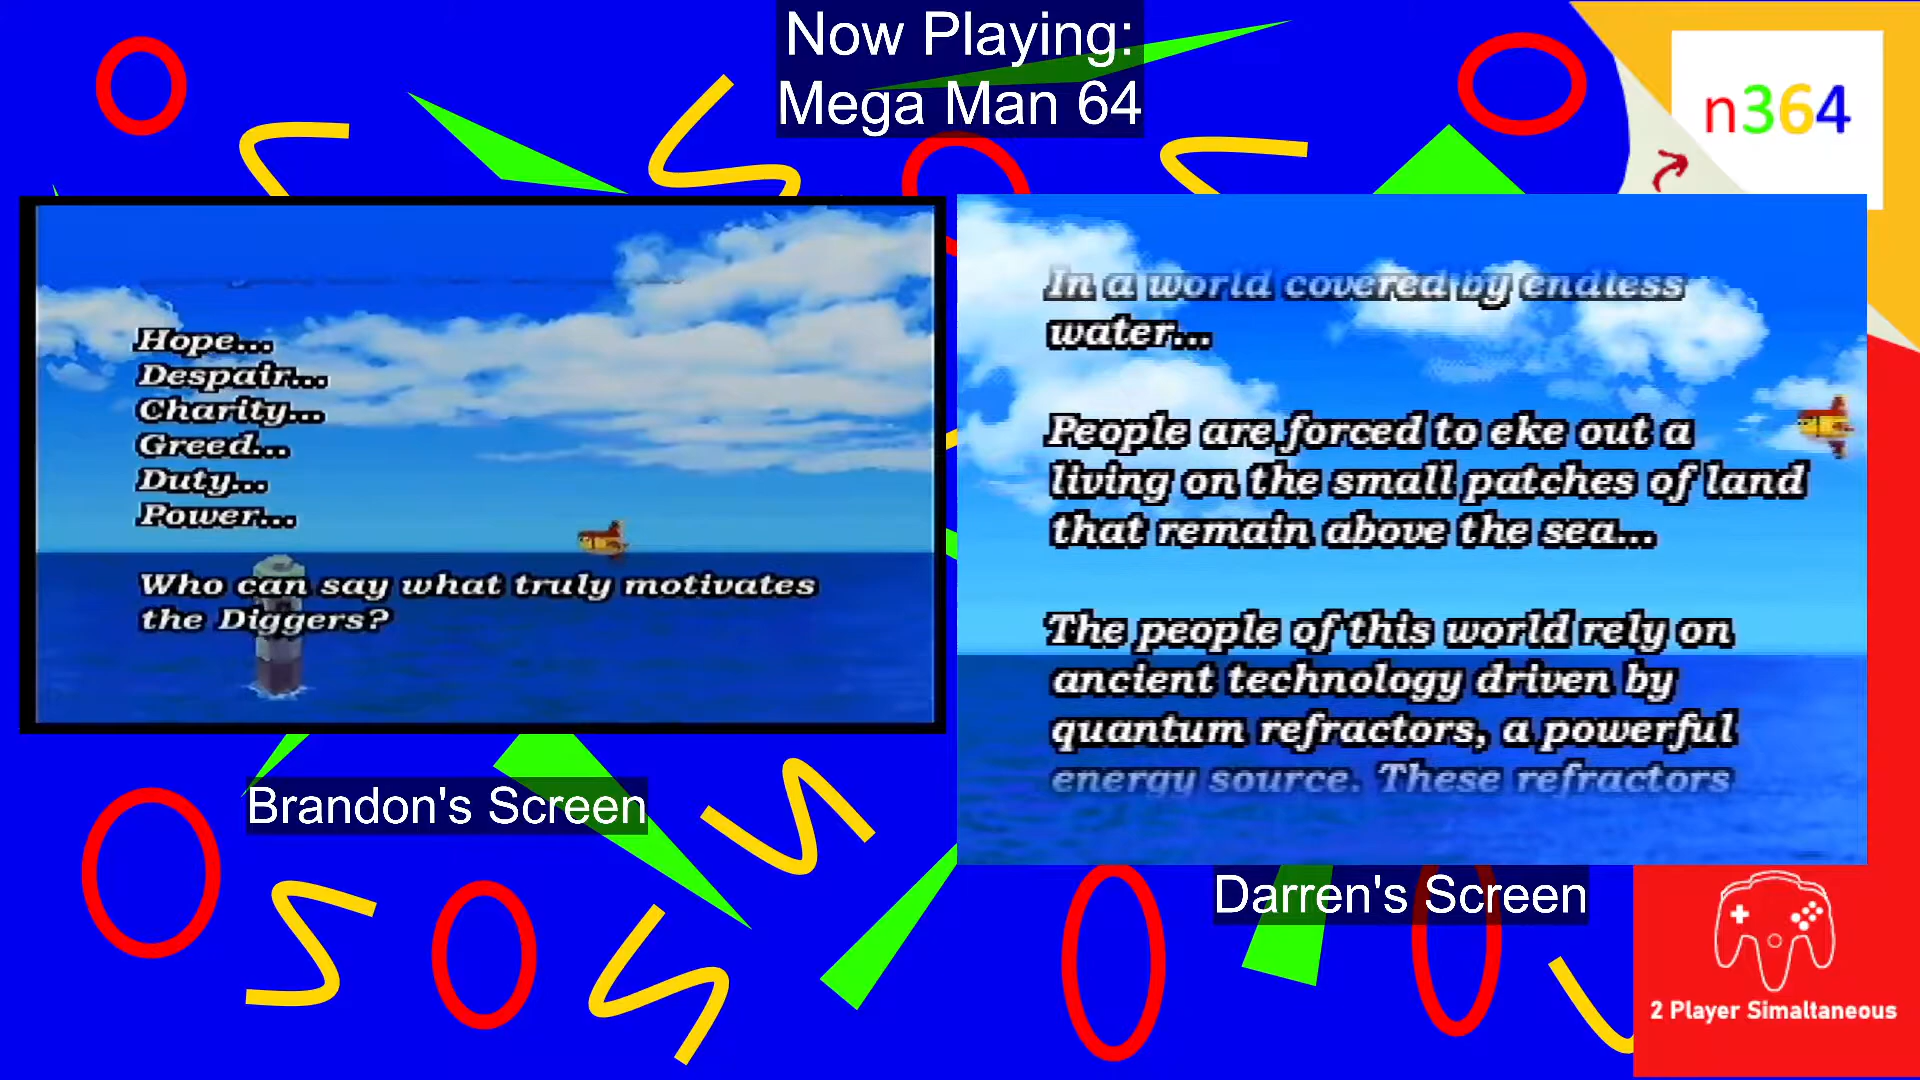 Now Playing:
Mega Man 64
n364
Hope...
Despair...
Charity...
Greed...
Duty...
Power...
Who can say what truly motivates
the Diggers?
In a world covered by endless
water...
People are forced to eke out a
living on the small patches of land
that remain above the sea...
The people of this world rely on
ancient technology driven by
quantum refractors, a powerful
energy source. These refractors
Brandon's Screen
Darren's Screen
2 Player Simaltaneous